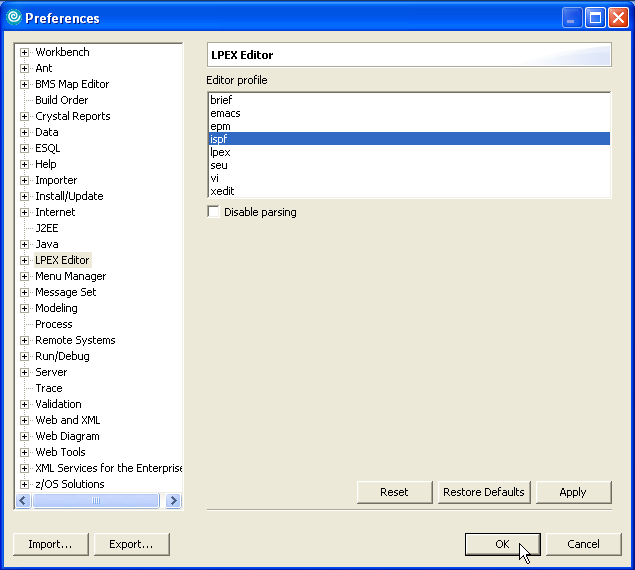 Preferences
Workbench
Ant
BMS Map Editor
Build Order
Crystal Reports
Data
ESQL
Help
Importer
Install/Update
Internet
J2EE
Java
LPEX Editor
Menu Manager
Message Set
Modeling
Process
Remote Systems
Run/Debug
Server
Trace
Validation
Web and XML
Web Diagram
Web Tools
XML Services for the Enterprise
z/OS Solutions
LPEX Editor
Editor profile
brief
emacs
epm
ispf
lpex
seu
vi
xedit
Disable parsing
Reset Restore Defaults Apply
Import... Export... OK Cancel